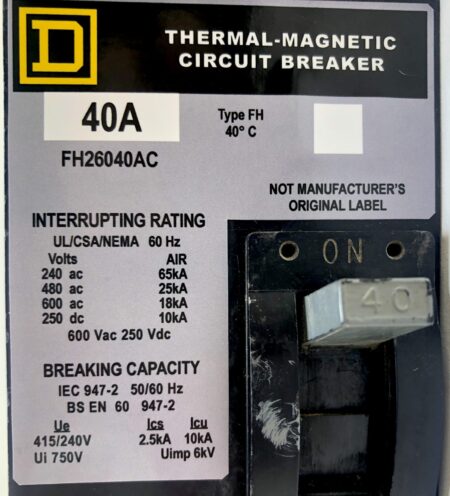 D
THERMAL-MAGNETIC
CIRCUIT BREAKER
40A
Type FH
40° C
FH26040AC
NOT MANUFACTURER'S
ORIGINAL LABEL
INTERRUPTING RATING
UL/CSA/NEMA 60 Hz
Volts AIR
240 ac 65kA
480 ac 25kA
600 ac 18kA
250 dc 10kA
600 Vac 250 Vdc
ON
40
BREAKING CAPACITY
IEC 947-2 50/60 Hz
BS EN 60 947-2
Ue Ics Icu
415/240V 2.5kA 10kA
Ui 750V Uimp 6kV